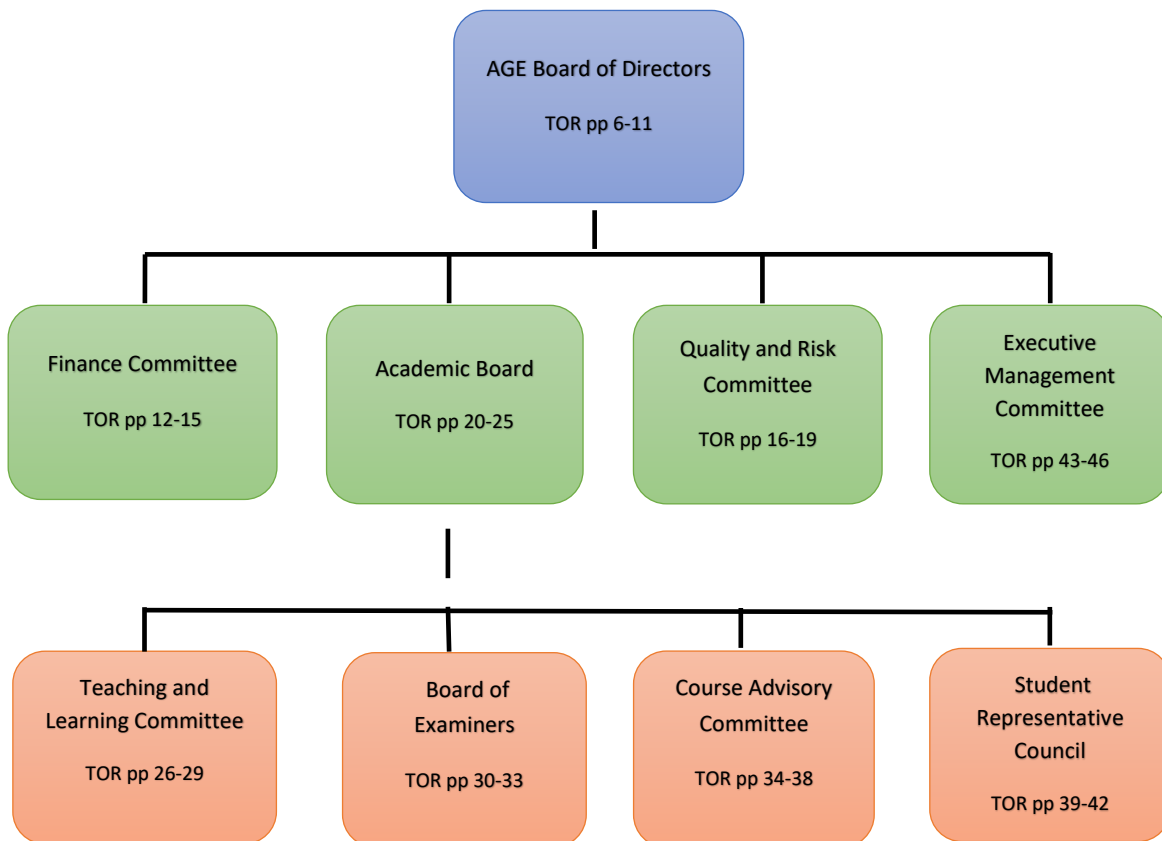 AGE Board of Directors
TOR pp 6-11
Finance Committee
TOR pp 12-15
Academic Board
TOR pp 20-25
Quality and Risk
Committee
TOR pp 16-19
Executive
Management
Committee
TOR pp 43-46
Teaching and
Learning Committee
TOR pp 26-29
Board of
Examiners
TOR pp 30-33
Course Advisory
Committee
TOR pp 34-38
Student
Representative
Council
TOR pp 39-42